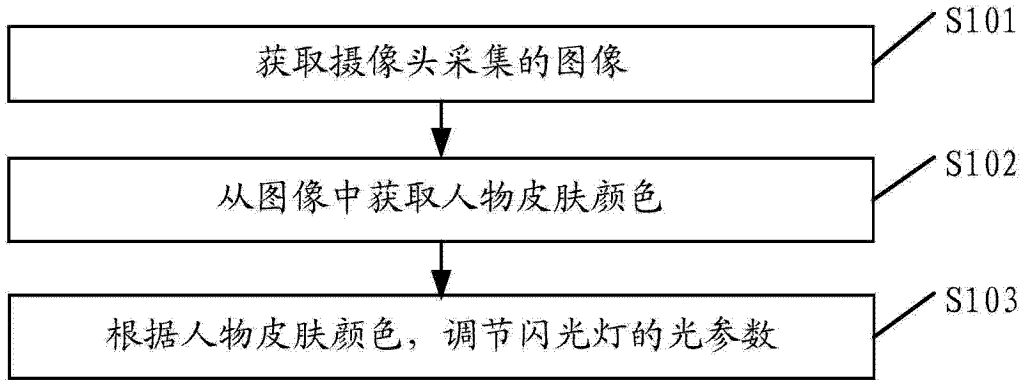 S101
获取摄像头采集的图像
S102
从图像中获取人物皮肤颜色
S103
根据人物皮肤颜色，调节闪光灯的光参数